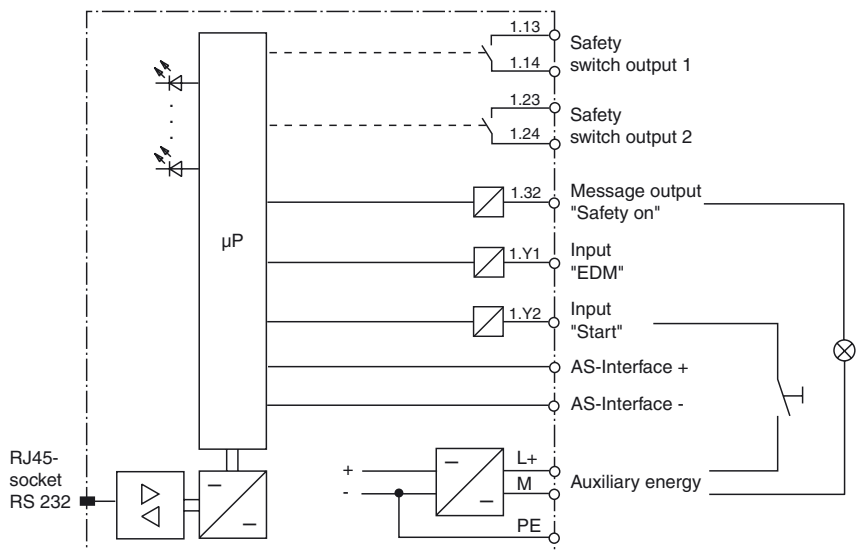 1.13
Safety
switch output 1
1.14
1.23
Safety
switch output 2
1.24
1.32
Message output
"Safety on"
µP
1.Y1
Input
"EDM"
1.Y2
Input
"Start"
AS-Interface +
AS-Interface -
RJ45-
socket
RS 232
+
-
L+
M
Auxiliary energy
PE